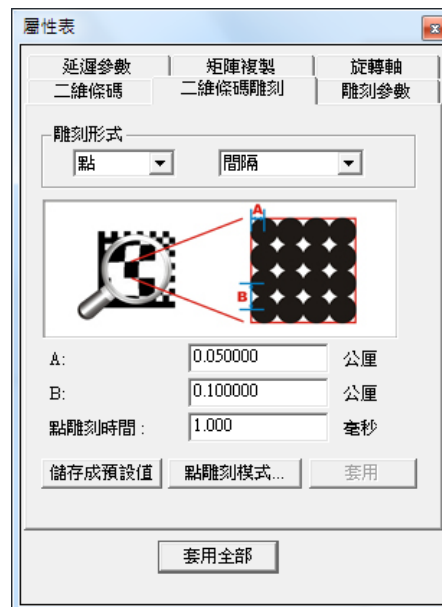 屬性表
延遲參數 矩陣複製 旋轉軸
二維條碼 二維條碼雕刻 雕刻參數
雕刻形式
點 間隔
A
B
A: 0.050000 公厘
B: 0.100000 公厘
點雕刻時間: 1.000 毫秒
儲存成預設值 點雕刻模式... 套用
套用全部